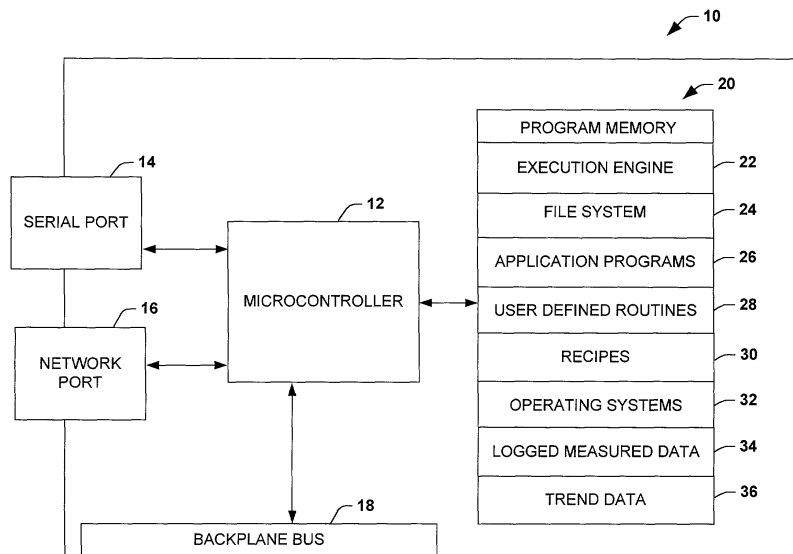 10
20
PROGRAM MEMORY
EXECUTION ENGINE
22
FILE SYSTEM
24
APPLICATION PROGRAMS
26
USER DEFINED ROUTINES
28
RECIPES
30
OPERATING SYSTEMS
32
LOGGED MEASURED DATA
34
TREND DATA
36
14
SERIAL PORT
12
MICROCONTROLLER
16
NETWORK
PORT
18
BACKPLANE BUS